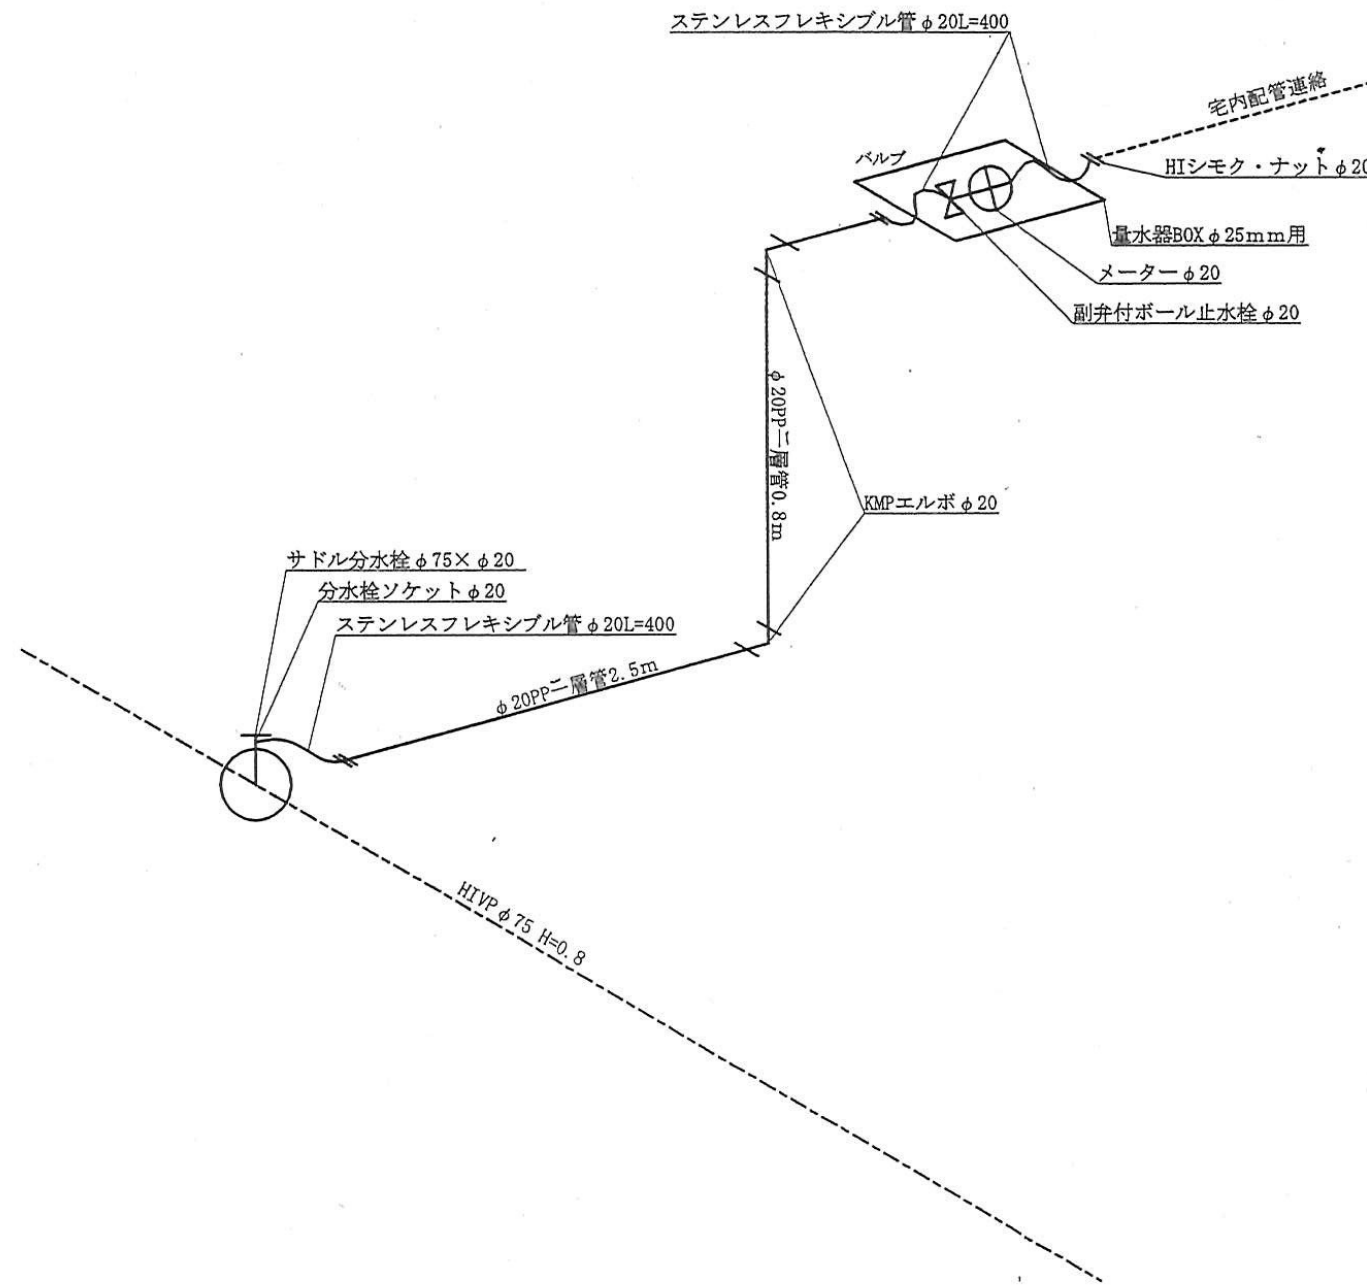 ステンレスフレキシブル管φ20L=400
宅内配管連絡
バルブ
HIシモク・ナットφ20
量水器BOXφ25mm用
メーターφ20
副弁付ボール止水栓φ20
φ20PP二層管0.8m
KMPエルボφ20
サドル分水栓φ75×φ20
分水栓ソケットφ20
ステンレスフレキシブル管φ20L=400
φ20PP二層管2.5m
HIVPφ75 H=0.8